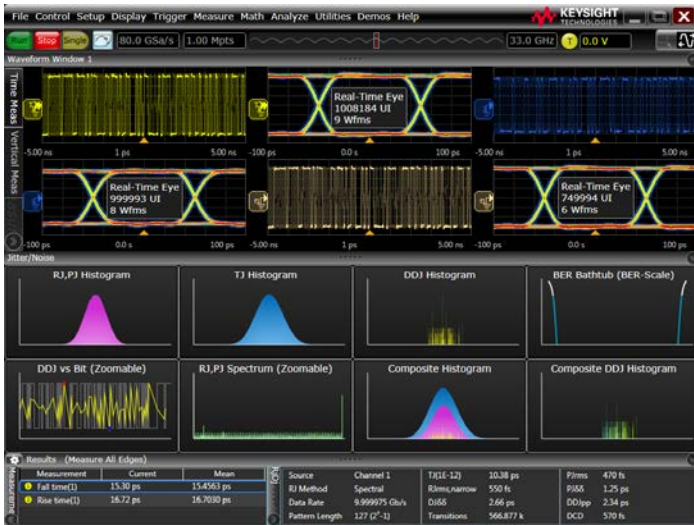 File Control Setup Display Trigger Measure Math Analyze Utilities Demos Help
KEYSIGHT
TECHNOLOGIES
Run Stop Single 80.0 GSa/s 1.00 Mpts 33.0 GHz T 0.0 V
Waveform Window 1
Time Meas
Vertical Meas
Real-Time Eye
1008184 UI
9 Wfms
-5.00 ns 1 ps 5.00 ns -100 ps 0.0 s 100 ps -5.00 ns 1 ps 5.00 ns
Real-Time Eye
999993 UI
8 Wfms
Real-Time Eye
749994 UI
6 Wfms
-100 ps 0.0 s 100 ps -5.00 ns 1 ps 5.00 ns -100 ps 0.0 s 100 ps
Jitter/Noise
RJ,PJ Histogram
TJ Histogram
DDJ Histogram
BER Bathtub (BER-Scale)
DDJ vs Bit (Zoomable)
RJ,PJ Spectrum (Zoomable)
Composite Histogram
Composite DDJ Histogram
Results (Measure All Edges)
Measurement Current Mean
Fall time(1) 15.30 ps 15.4563 ps
Rise time(1) 16.72 ps 16.7030 ps
Source Channel 1 TJ(1E-12) 10.38 ps PJrms 470 fs
RJ Method Spectral RJrms,narrow 550 fs PJδδ 1.25 ps
Data Rate 9.999975 Gb/s DJδδ 2.66 ps DDJpp 2.34 ps
Pattern Length 127 (2⁷-1) Transitions 566.877 k DCD 570 fs